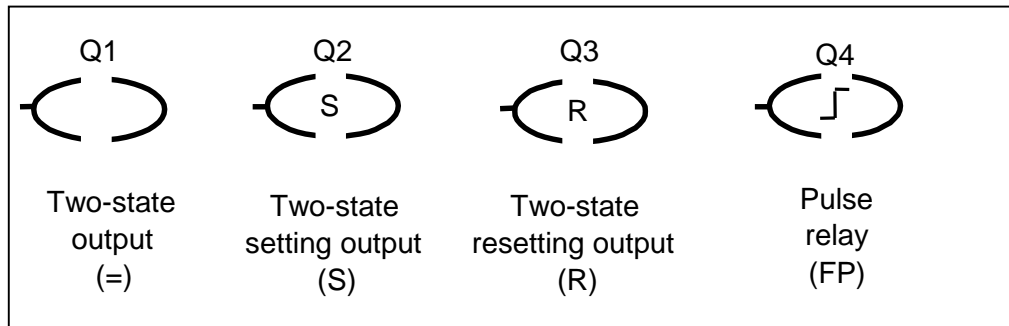 Q1
Q2
Q3
Q4
S
R
Two-state
output
(=)
Two-state
setting output
(S)
Two-state
resetting output
(R)
Pulse
relay
(FP)